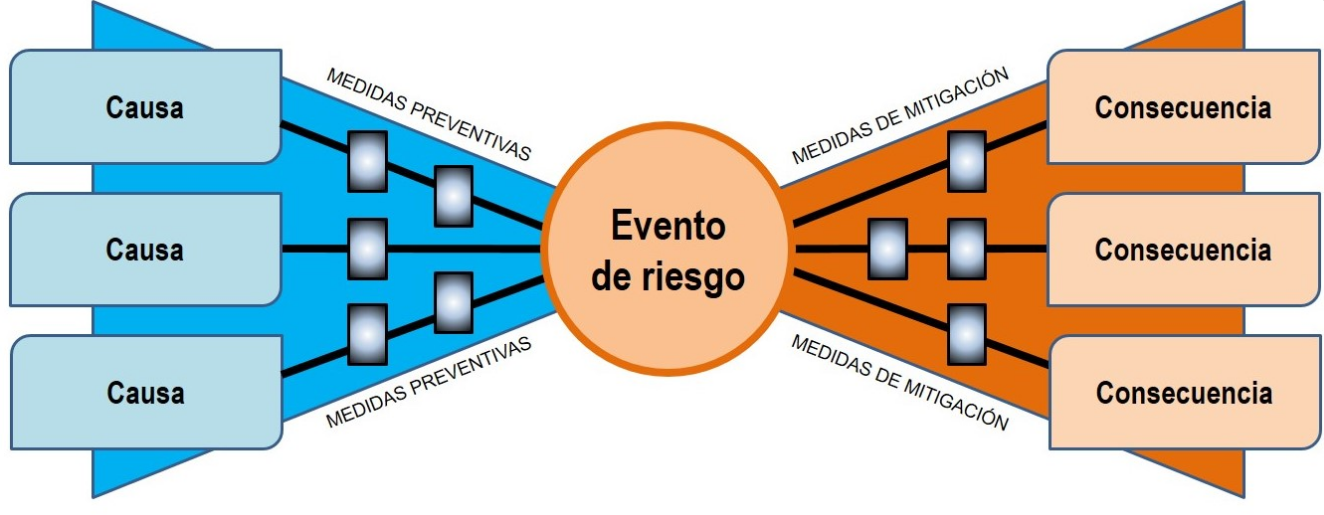 MEDIDAS PREVENTIVAS
MEDIDAS DE MITIGACIÓN
Causa
Consecuencia
Causa
Evento
de riesgo
Consecuencia
Causa
Consecuencia
MEDIDAS PREVENTIVAS
MEDIDAS DE MITIGACIÓN